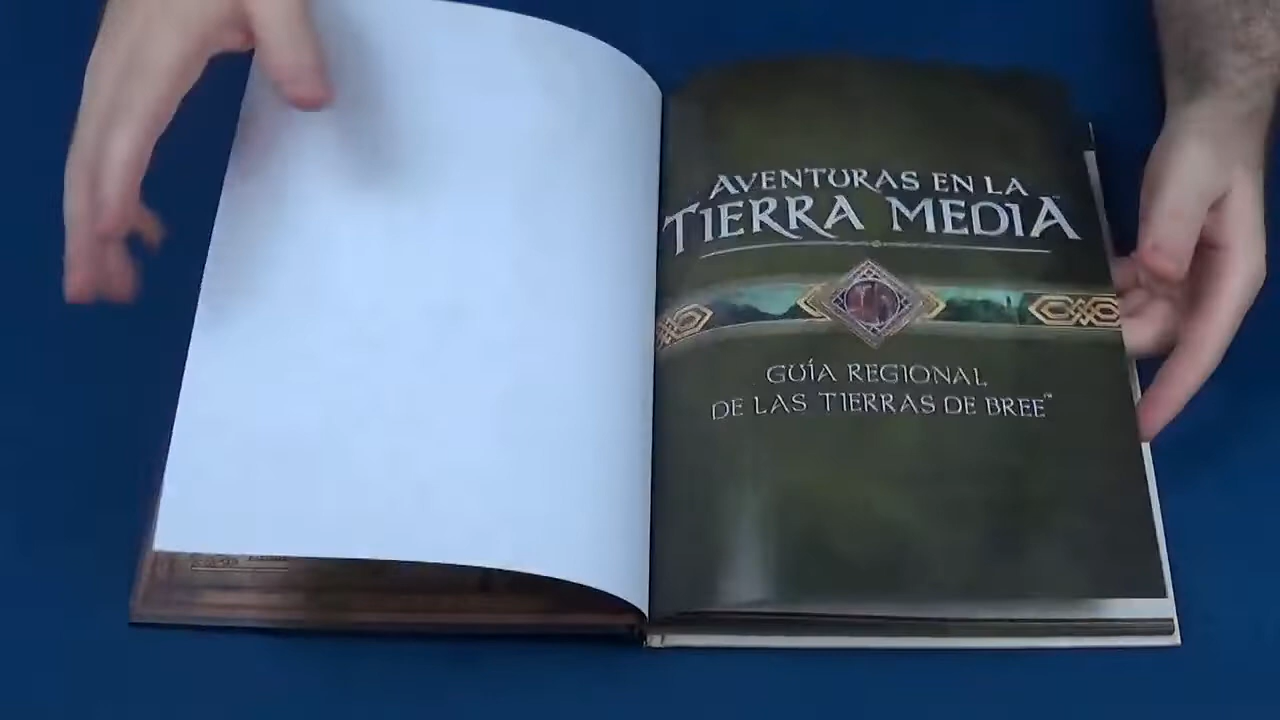 AVENTURAS EN LA
TIERRA MEDIA™
GUÍA REGIONAL
DE LAS TIERRAS DE BREE™